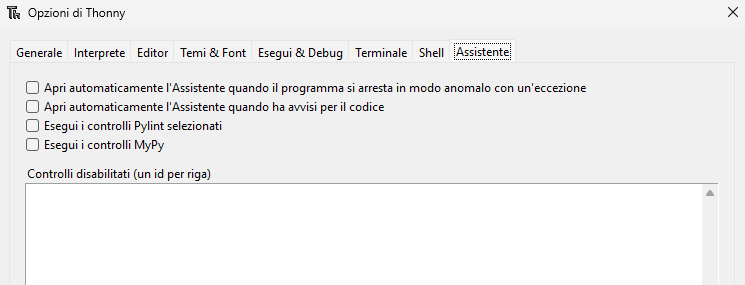 Opzioni di Thonny
Generale Interprete Editor Temi & Font Esegui & Debug Terminale Shell Assistente
Apri automaticamente l'Assistente quando il programma si arresta in modo anomalo con un'eccezione
Apri automaticamente l'Assistente quando ha avvisi per il codice
Esegui i controlli Pylint selezionati
Esegui i controlli MyPy
Controlli disabilitati (un id per riga)